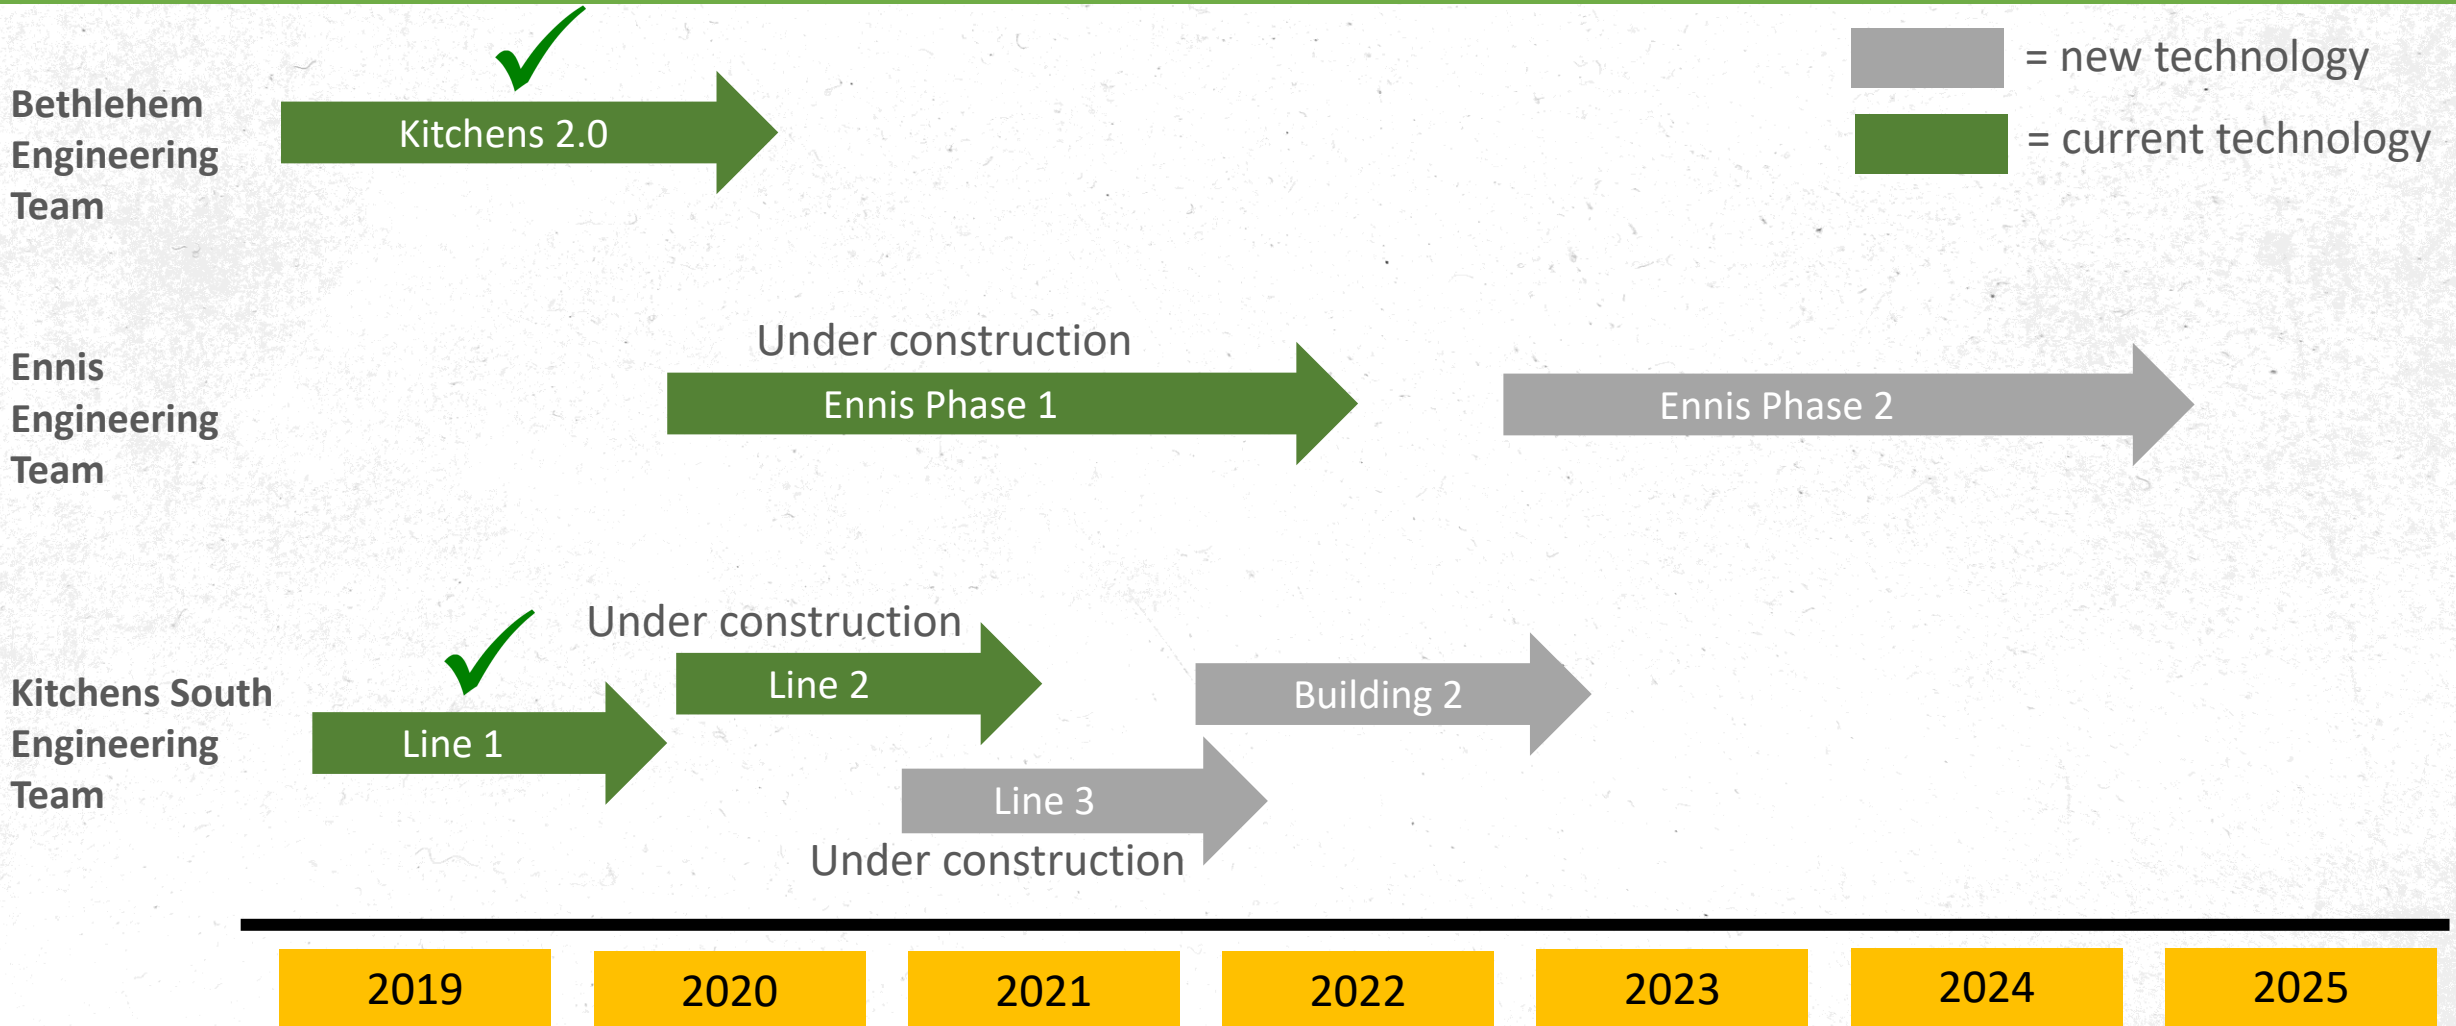 = new technology
= current technology
Bethlehem
Engineering
Team
Kitchens 2.0
Ennis
Engineering
Team
Under construction
Ennis Phase 1
Ennis Phase 2
Kitchens South
Engineering
Team
Under construction
Line 1
Line 2
Building 2
Line 3
Under construction
2019
2020
2021
2022
2023
2024
2025